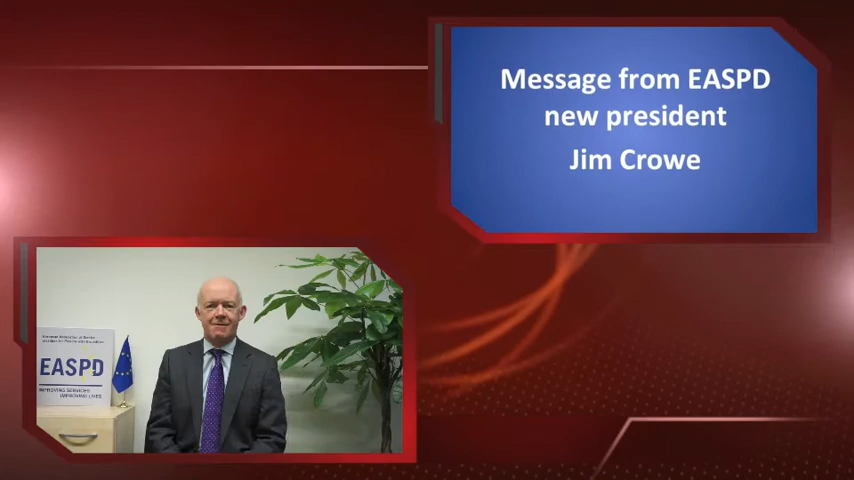 Message from EASPD
new president
Jim Crowe
EASPD
IMPROVING SERVICES
IMPROVING LIVES